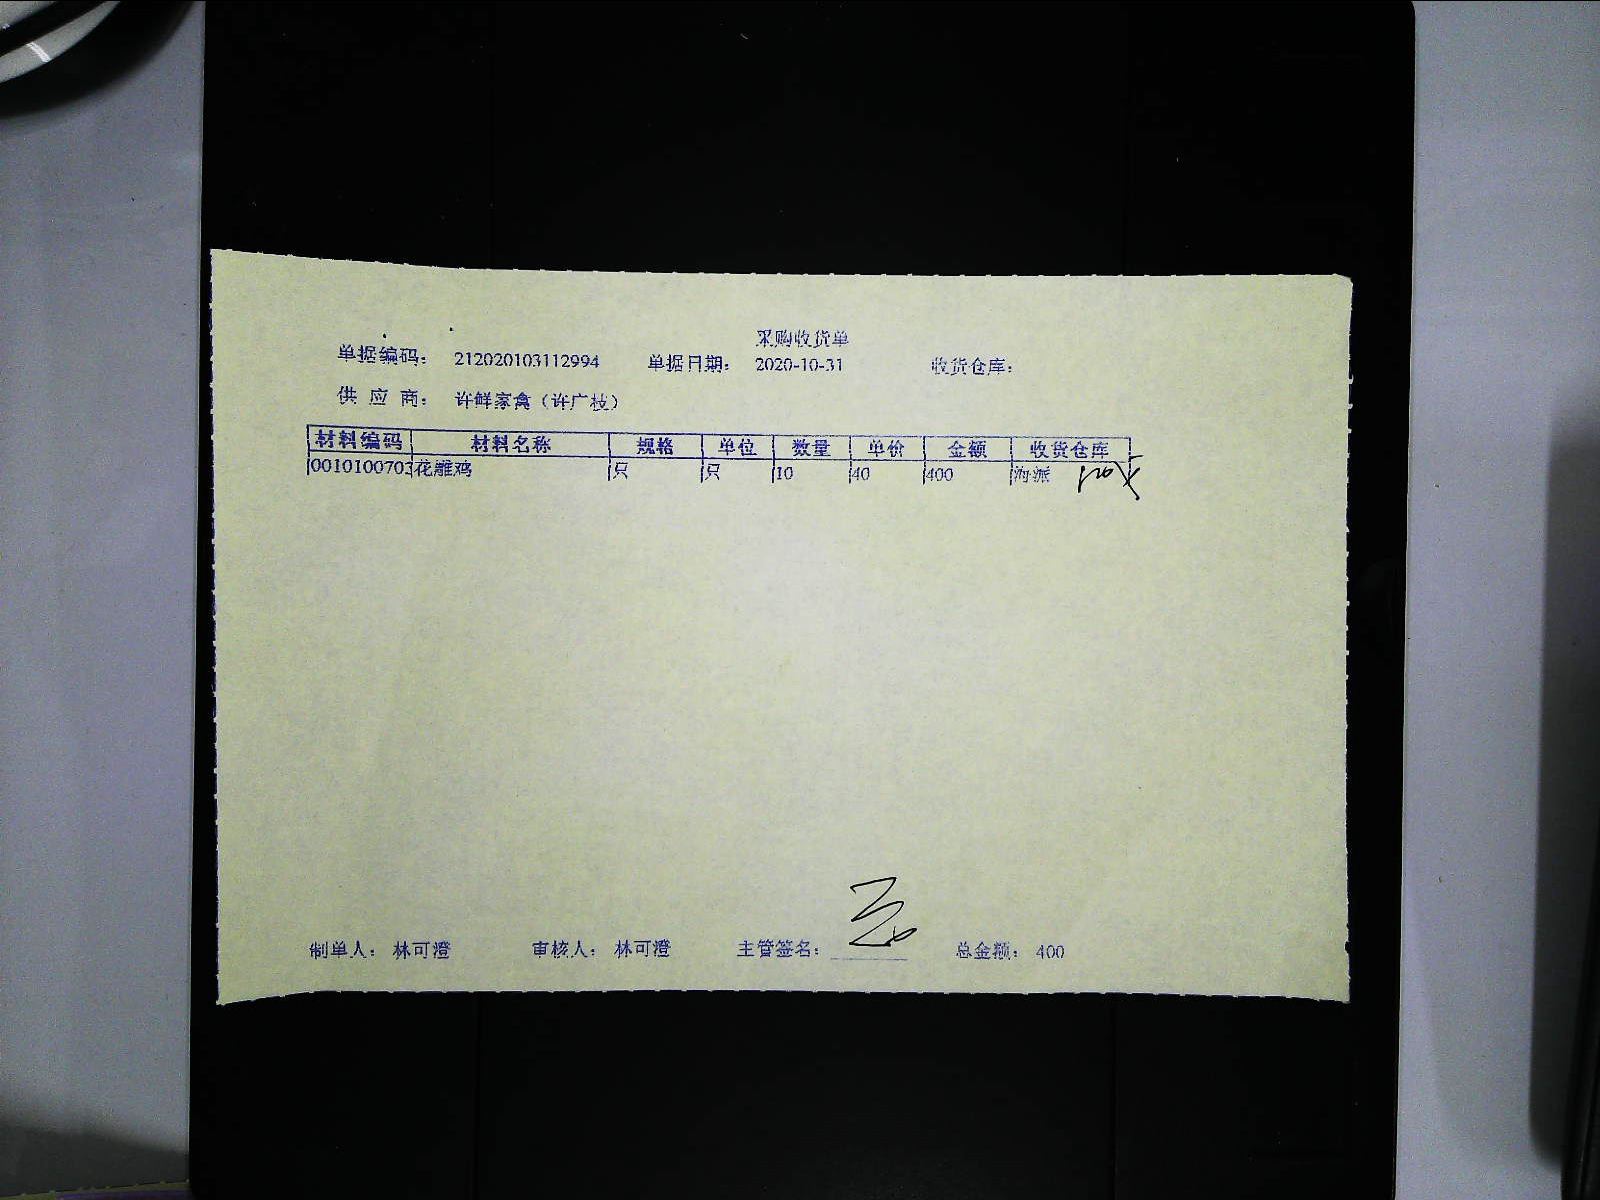 采购收货单
单据编码： 212020103112994 单据日期： 2020-10-31 收货仓库：
供 应 商： 许鲜家禽（许广枝）
材料编码 材料名称 规格 单位 数量 单价 金额 收货仓库
0010100703 花雕鸡 只 只 10 40 400 海派
制单人： 林可澄 审核人： 林可澄 主管签名： 总金额： 400